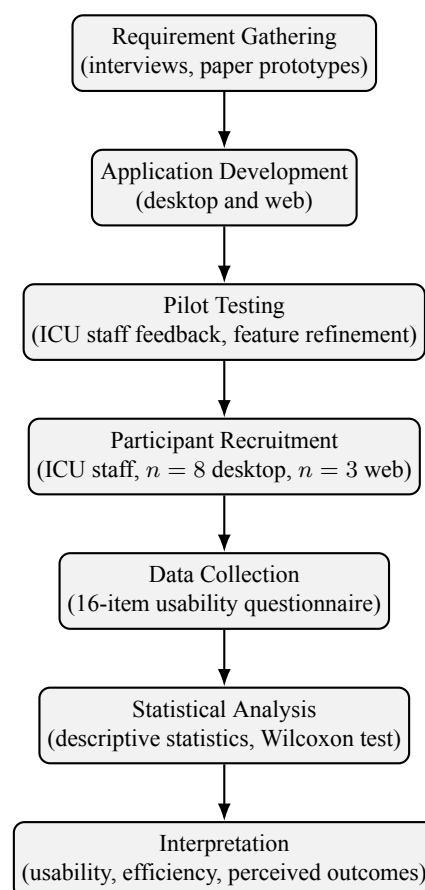 Requirement Gathering
(interviews, paper prototypes)
Application Development
(desktop and web)
Pilot Testing
(ICU staff feedback, feature refinement)
Participant Recruitment
(ICU staff, n = 8 desktop, n = 3 web)
Data Collection
(16-item usability questionnaire)
Statistical Analysis
(descriptive statistics, Wilcoxon test)
Interpretation
(usability, efficiency, perceived outcomes)